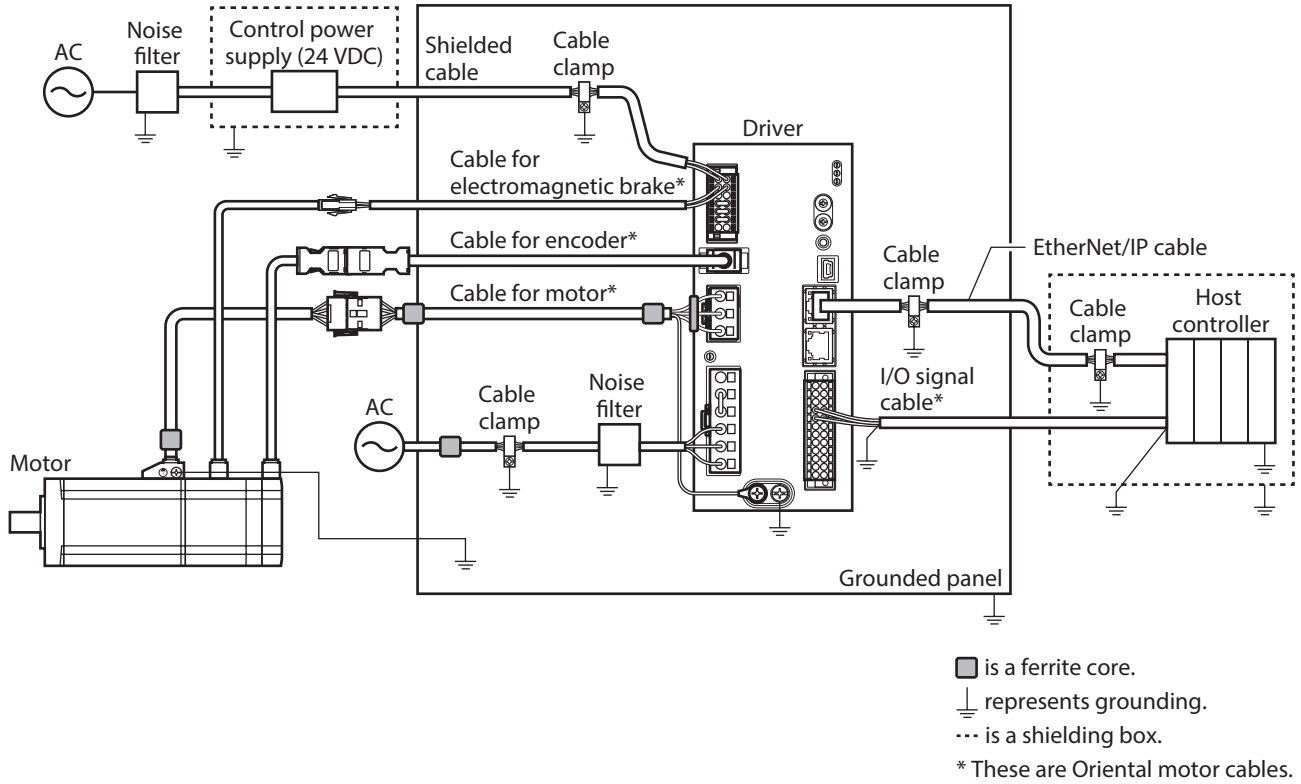 AC
Noise
filter
Control power
supply (24 VDC)
Shielded
cable
Cable
clamp
Driver
Cable for
electromagnetic brake*
Cable for encoder*
Cable for motor*
Cable
clamp
EtherNet/IP cable
Cable
clamp
Host
controller
I/O signal
cable*
AC
Cable
clamp
Noise
filter
Motor
Grounded panel
is a ferrite core.
represents grounding.
is a shielding box.
* These are Oriental motor cables.